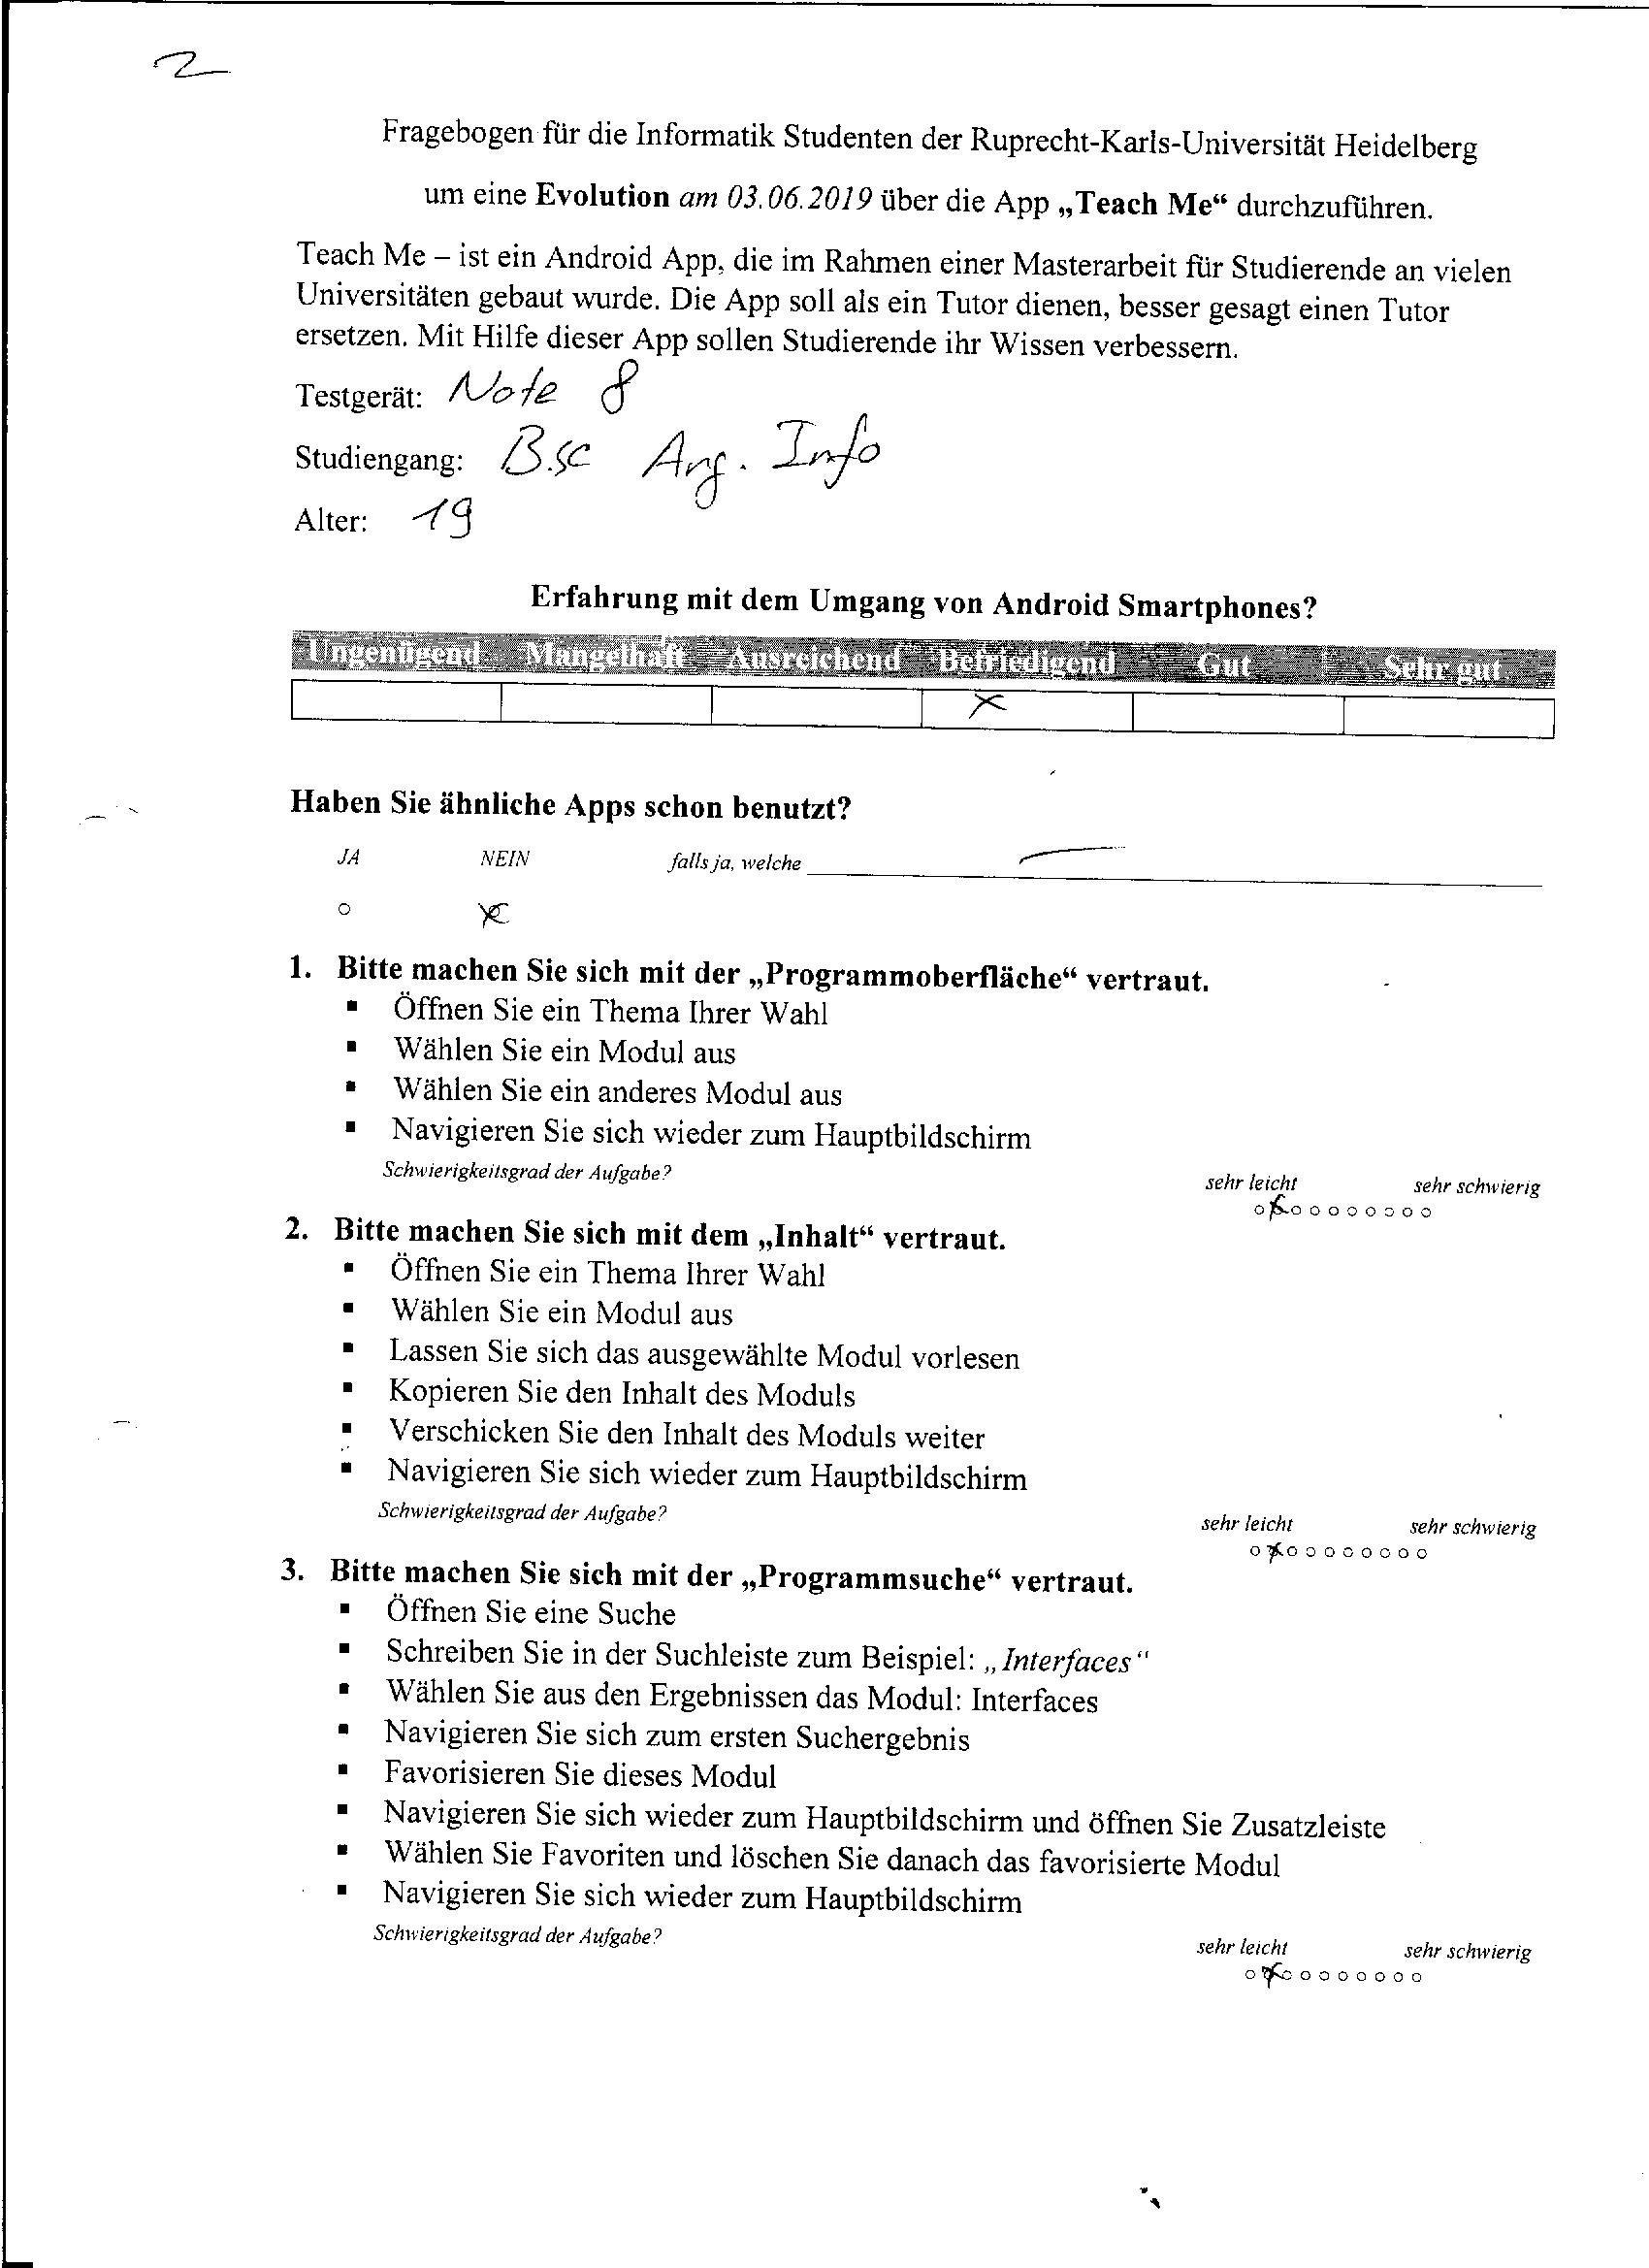 2
Fragebogen für die Informatik Studenten der Ruprecht-Karls-Universität Heidelberg
um eine Evolution am 03.06.2019 über die App „Teach Me“ durchzuführen.
Teach Me – ist ein Android App, die im Rahmen einer Masterarbeit für Studierende an vielen
Universitäten gebaut wurde. Die App soll als ein Tutor dienen, besser gesagt einen Tutor
ersetzen. Mit Hilfe dieser App sollen Studierende ihr Wissen verbessern.
Testgerät: Note 8
Studiengang: B.sc Ang. Info
Alter: 19
Erfahrung mit dem Umgang von Android Smartphones?
Ungenügend Mangelhaft Ausreichend Befriedigend Gut Sehr gut
x
Haben Sie ähnliche Apps schon benutzt?
JA NEIN falls ja, welche —
o x
1. Bitte machen Sie sich mit der „Programmoberfläche“ vertraut.
▪ Öffnen Sie ein Thema Ihrer Wahl
▪ Wählen Sie ein Modul aus
▪ Wählen Sie ein anderes Modul aus
▪ Navigieren Sie sich wieder zum Hauptbildschirm
Schwierigkeitsgrad der Aufgabe? sehr leicht sehr schwierig
o x o o o o o o o o
2. Bitte machen Sie sich mit dem „Inhalt“ vertraut.
▪ Öffnen Sie ein Thema Ihrer Wahl
▪ Wählen Sie ein Modul aus
▪ Lassen Sie sich das ausgewählte Modul vorlesen
▪ Kopieren Sie den Inhalt des Moduls
▪ Verschicken Sie den Inhalt des Moduls weiter
▪ Navigieren Sie sich wieder zum Hauptbildschirm
Schwierigkeitsgrad der Aufgabe? sehr leicht sehr schwierig
o x o o o o o o o o
3. Bitte machen Sie sich mit der „Programmsuche“ vertraut.
▪ Öffnen Sie eine Suche
▪ Schreiben Sie in der Suchleiste zum Beispiel: „Interfaces“
▪ Wählen Sie aus den Ergebnissen das Modul: Interfaces
▪ Navigieren Sie sich zum ersten Suchergebnis
▪ Favorisieren Sie dieses Modul
▪ Navigieren Sie sich wieder zum Hauptbildschirm und öffnen Sie Zusatzleiste
▪ Wählen Sie Favoriten und löschen Sie danach das favorisierte Modul
▪ Navigieren Sie sich wieder zum Hauptbildschirm
Schwierigkeitsgrad der Aufgabe? sehr leicht sehr schwierig
o x o o o o o o o o